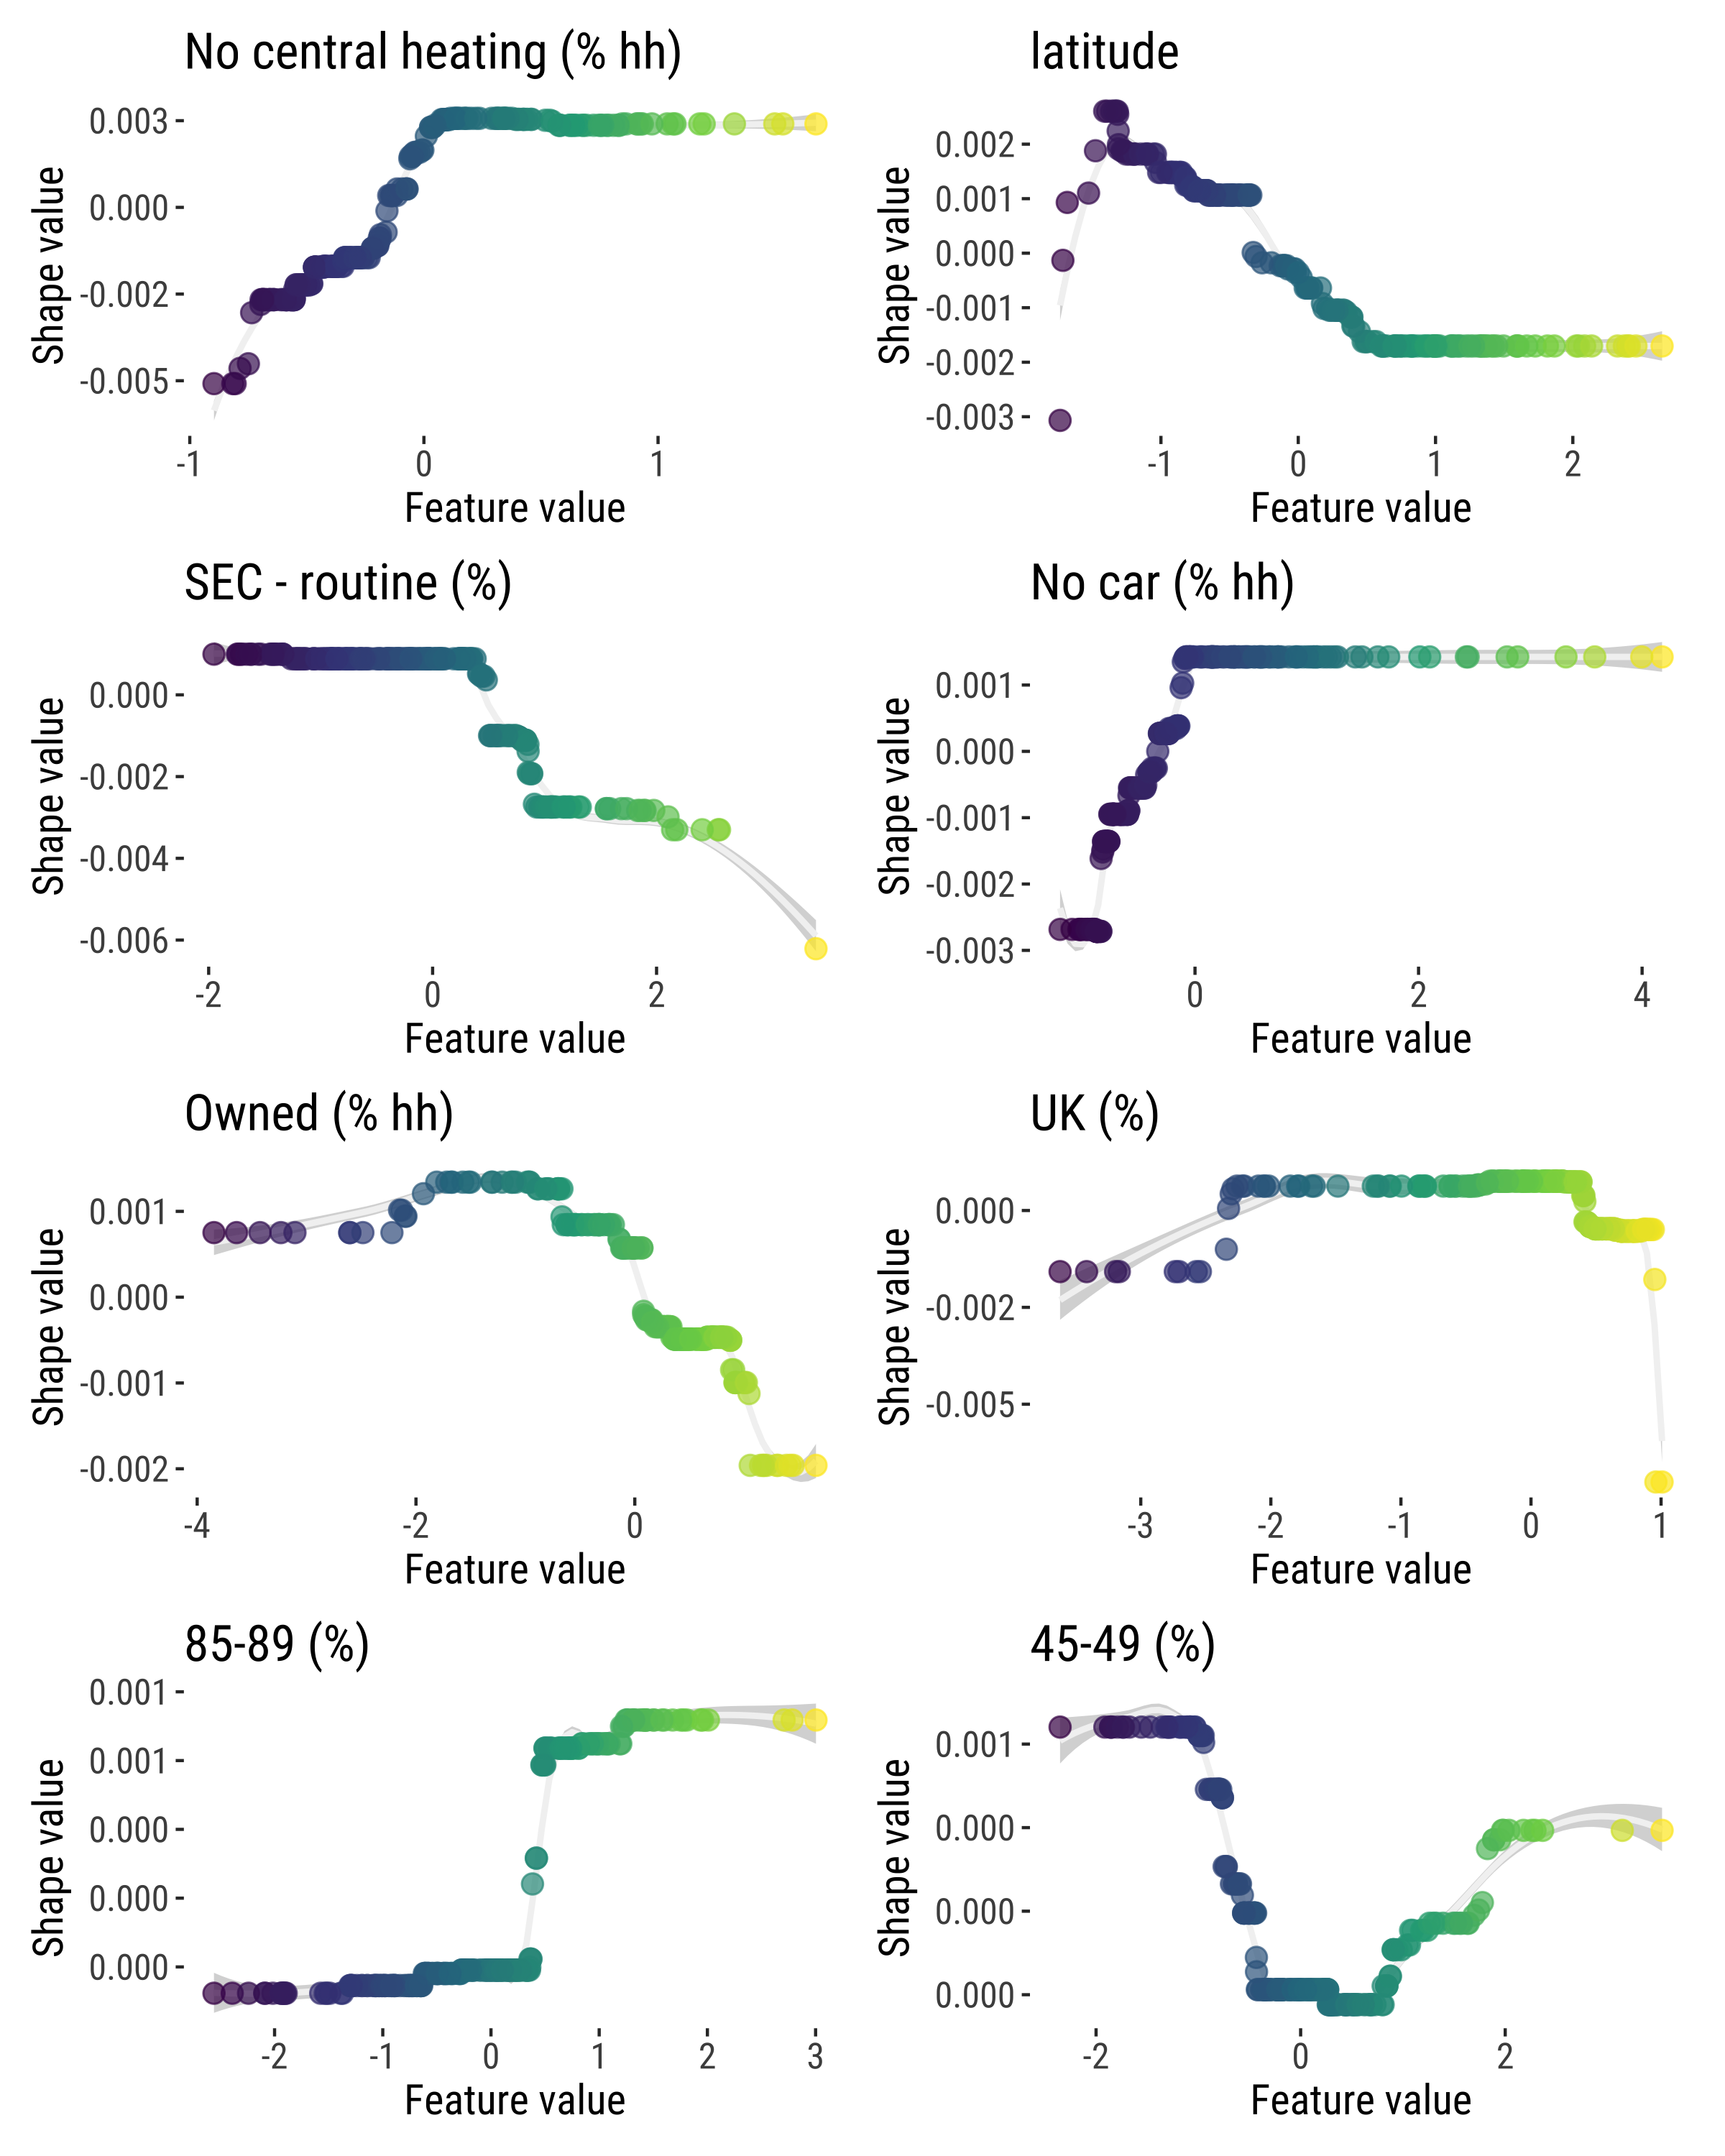 No central heating (% hh)
Shape value
0.003
0.000
-0.002
-0.005
-1 0 1
Feature value
latitude
Shape value
0.002
0.001
0.000
-0.001
-0.002
-0.003
-1 0 1 2
Feature value
SEC - routine (%)
Shape value
0.000
-0.002
-0.004
-0.006
-2 0 2
Feature value
No car (% hh)
Shape value
0.001
0.000
-0.001
-0.002
-0.003
0 2 4
Feature value
Owned (% hh)
Shape value
0.001
0.000
-0.001
-0.002
-4 -2 0
Feature value
UK (%)
Shape value
0.000
-0.002
-0.005
-3 -2 -1 0 1
Feature value
85-89 (%)
Shape value
0.001
0.001
0.000
0.000
0.000
-2 -1 0 1 2 3
Feature value
45-49 (%)
Shape value
0.001
0.000
0.000
0.000
-2 0 2
Feature value